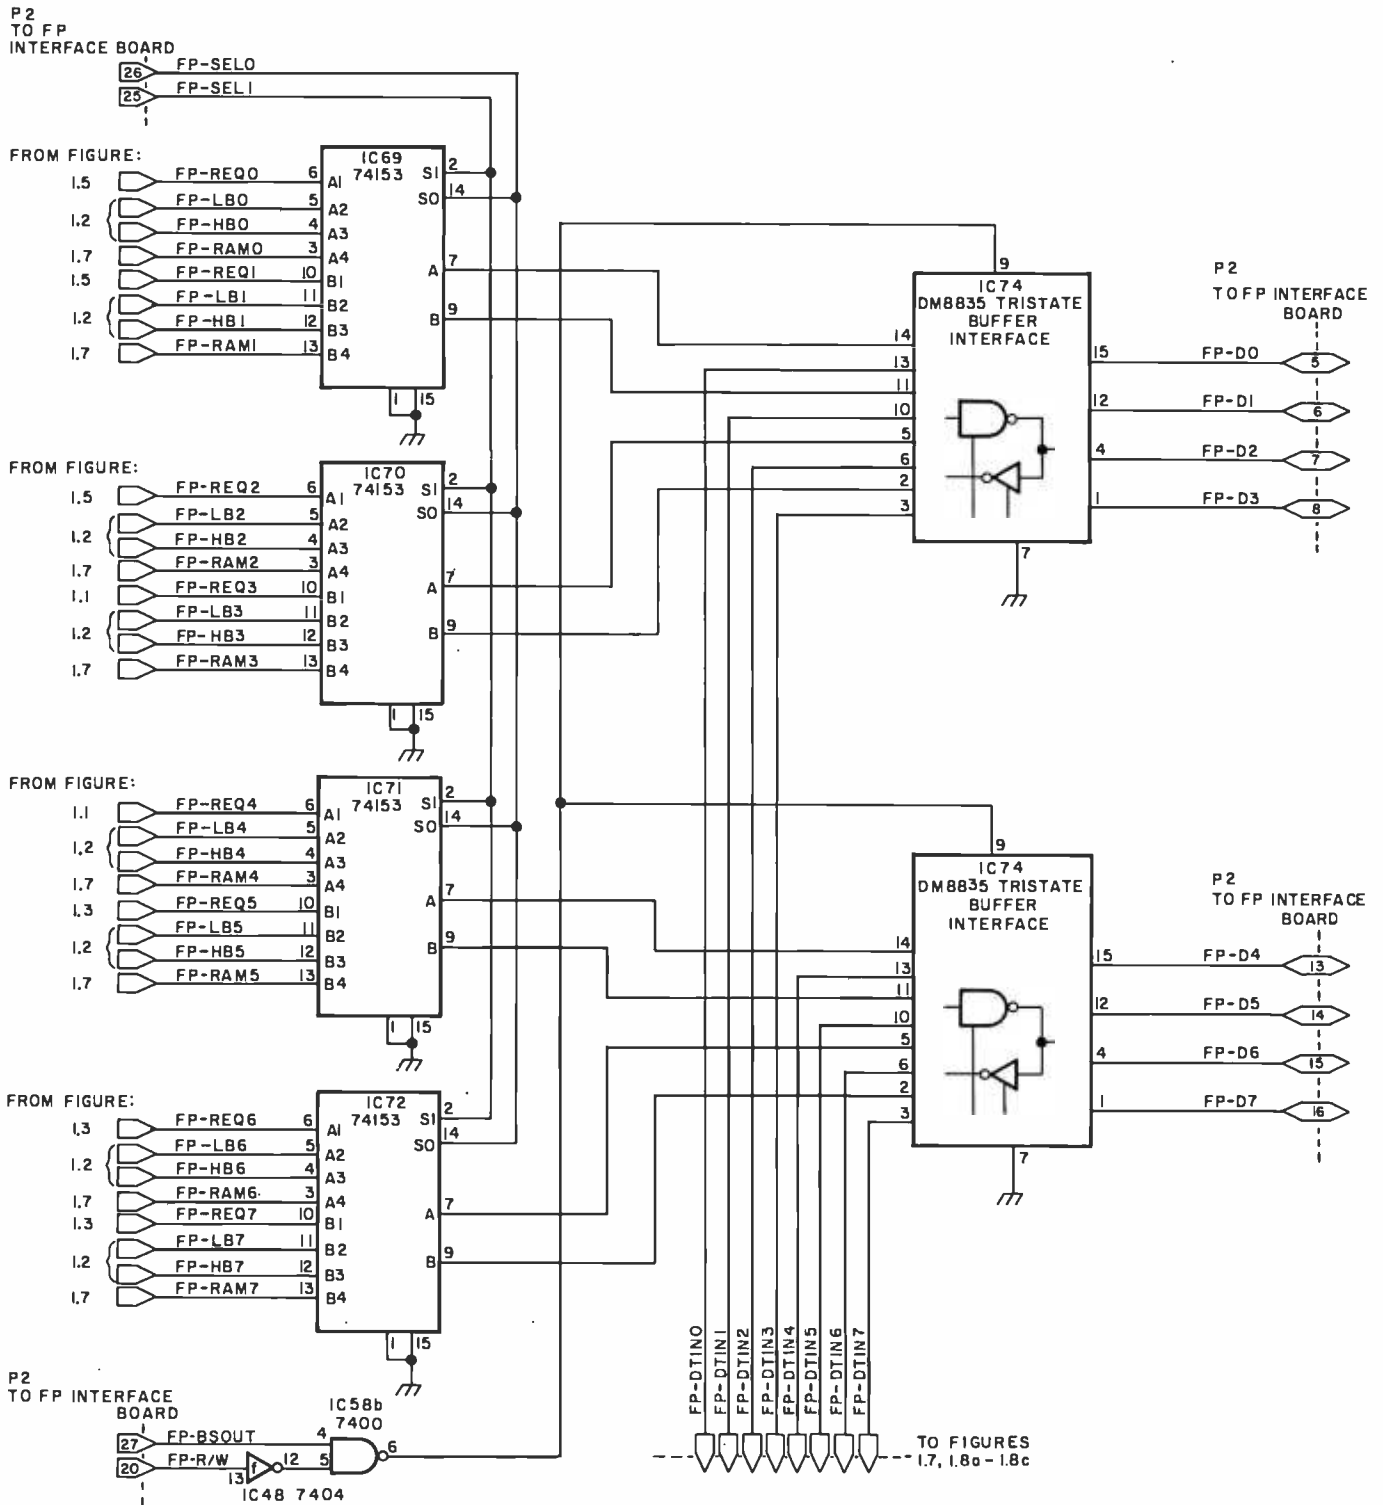 P2
TO FP
INTERFACE BOARD
26 FP-SEL0
25 FP-SEL1
FROM FIGURE:
IC69
74153
1.5 FP-REQ0 6 A1
1.2 FP-LB0 5 A2
FP-HB0 4 A3
1.7 FP-RAM0 3 A4
1.5 FP-REQ1 10 B1
1.2 FP-LB1 11 B2
FP-HB1 12 B3
1.7 FP-RAM1 13 B4
S1 2
S0 14
A 7
B 9
1 15
FROM FIGURE:
IC70
74153
1.5 FP-REQ2 6 A1
1.2 FP-LB2 5 A2
FP-HB2 4 A3
1.7 FP-RAM2 3 A4
1.1 FP-REQ3 10 B1
1.2 FP-LB3 11 B2
FP-HB3 12 B3
1.7 FP-RAM3 13 B4
S1 2
S0 14
A 7
B 9
1 15
FROM FIGURE:
IC71
74153
1.1 FP-REQ4 6 A1
1.2 FP-LB4 5 A2
FP-HB4 4 A3
1.7 FP-RAM4 3 A4
1.3 FP-REQ5 10 B1
1.2 FP-LB5 11 B2
FP-HB5 12 B3
1.7 FP-RAM5 13 B4
S1 2
S0 14
A 7
B 9
1 15
FROM FIGURE:
IC72
74153
1.3 FP-REQ6 6 A1
1.2 FP-LB6 5 A2
FP-HB6 4 A3
1.7 FP-RAM6 3 A4
1.3 FP-REQ7 10 B1
1.2 FP-LB7 11 B2
FP-HB7 12 B3
1.7 FP-RAM7 13 B4
S1 2
S0 14
A 7
B 9
1 15
P2
TO FP INTERFACE
BOARD
27 FP-BSOUT 4
20 FP-R/W 13 f 12 5
IC58b
7400
6
IC48 7404
9
IC74
DM8835 TRISTATE
BUFFER
INTERFACE
14
13
11
10
5
6
2
3
7
P2
TO FP INTERFACE
BOARD
15 FP-D0 5
12 FP-D1 6
4 FP-D2 7
1 FP-D3 8
9
IC74
DM8835 TRISTATE
BUFFER
INTERFACE
14
13
11
10
5
6
2
3
7
P2
TO FP INTERFACE
BOARD
15 FP-D4 13
12 FP-D5 14
4 FP-D6 15
1 FP-D7 16
FP-DTIN0
FP-DTIN1
FP-DTIN2
FP-DTIN3
FP-DTIN4
FP-DTIN5
FP-DTIN6
FP-DTIN7
TO FIGURES
1.7, 1.8a-1.8c